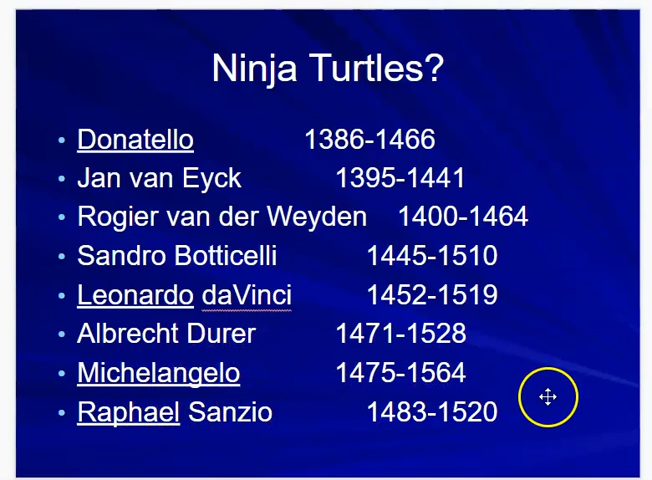 Ninja Turtles?
• Donatello 1386-1466
• Jan van Eyck 1395-1441
• Rogier van der Weyden 1400-1464
• Sandro Botticelli 1445-1510
• Leonardo daVinci 1452-1519
• Albrecht Durer 1471-1528
• Michelangelo 1475-1564
• Raphael Sanzio 1483-1520